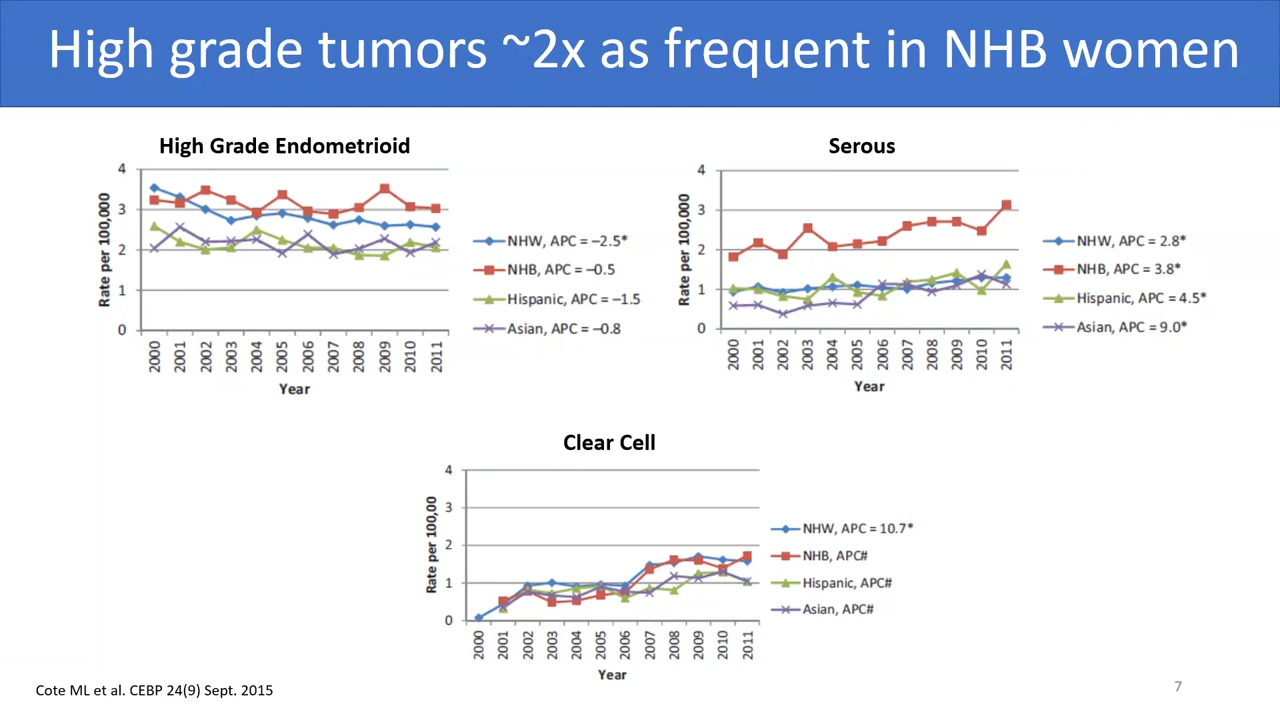 High grade tumors ~2x as frequent in NHB women
High Grade Endometrioid
4
3
2
1
0
Rate per 100,000
2000 2001 2002 2003 2004 2005 2006 2007 2008 2009 2010 2011
Year
NHW, APC = –2.5*
NHB, APC = –0.5
Hispanic, APC = –1.5
Asian, APC = –0.8
Serous
4
3
2
1
0
Rate per 100,000
2000 2001 2002 2003 2004 2005 2006 2007 2008 2009 2010 2011
Year
NHW, APC = 2.8*
NHB, APC = 3.8*
Hispanic, APC = 4.5*
Asian, APC = 9.0*
Clear Cell
4
3
2
1
0
Rate per 100,00
2000 2001 2002 2003 2004 2005 2006 2007 2008 2009 2010 2011
Year
NHW, APC = 10.7*
NHB, APC#
Hispanic, APC#
Asian, APC#
Cote ML et al. CEBP 24(9) Sept. 2015
7